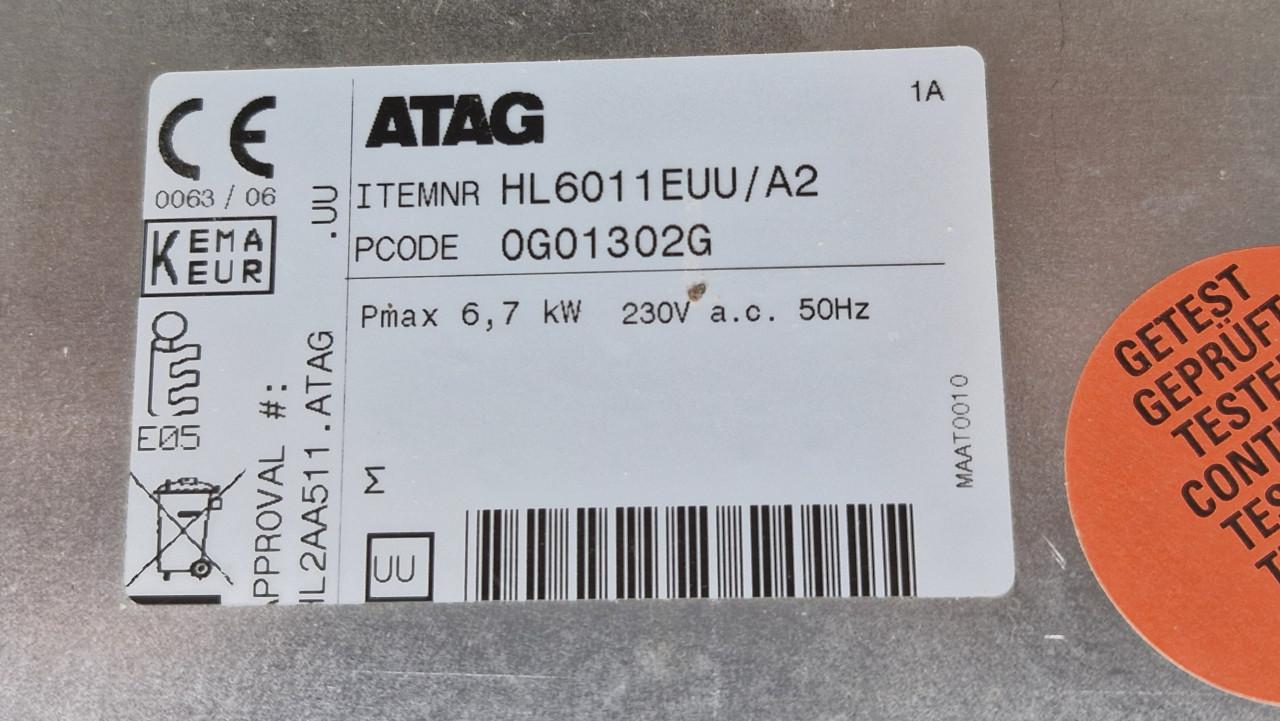 CE
0063 / 06
KEMA
EUR
E05
APPROVAL #:
HL2AA511.ATAG .UU
ATAG
1A
ITEMNR HL6011EUU/A2
PCODE 0G01302G
Pmax 6,7 kW 230V a.c. 50Hz
MAAT0010
M
UU
GETEST
GEPRÜFT
TESTE
CONT
TES
T